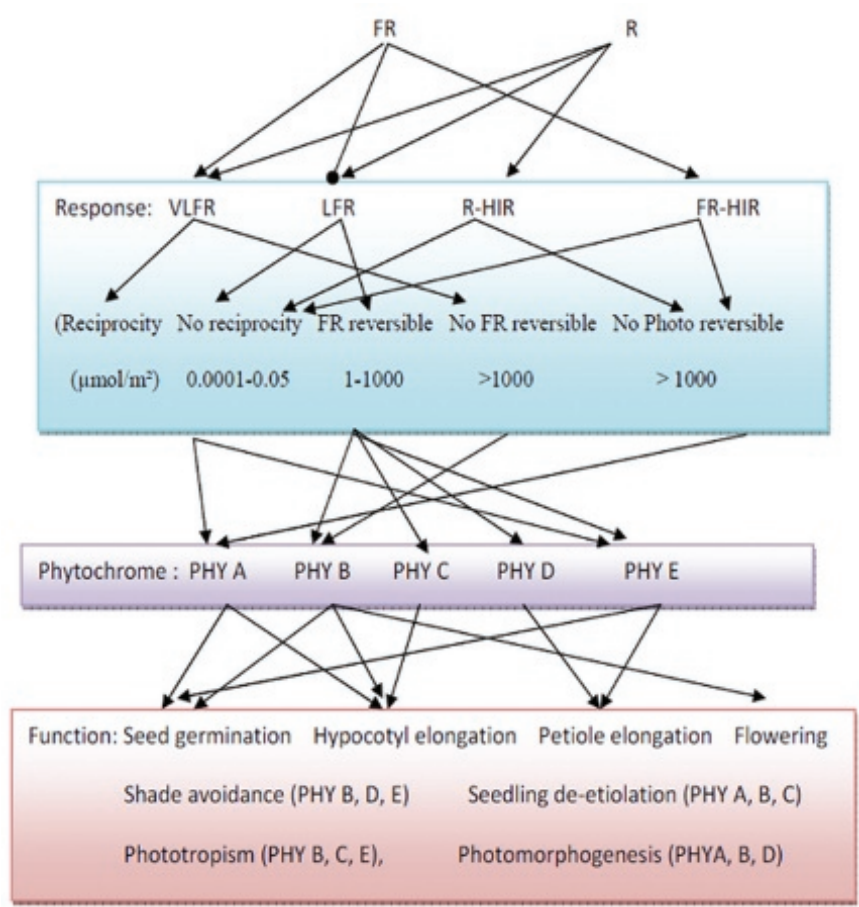 FR R
Response: VLFR LFR R-HIR FR-HIR
(Reciprocity No reciprocity FR reversible No FR reversible No Photo reversible
(µmol/m²) 0.0001-0.05 1-1000 >1000 > 1000
Phytochrome : PHY A PHY B PHY C PHY D PHY E
Function: Seed germination Hypocotyl elongation Petiole elongation Flowering
Shade avoidance (PHY B, D, E) Seedling de-etiolation (PHY A, B, C)
Phototropism (PHY B, C, E), Photomorphogenesis (PHYA, B, D)